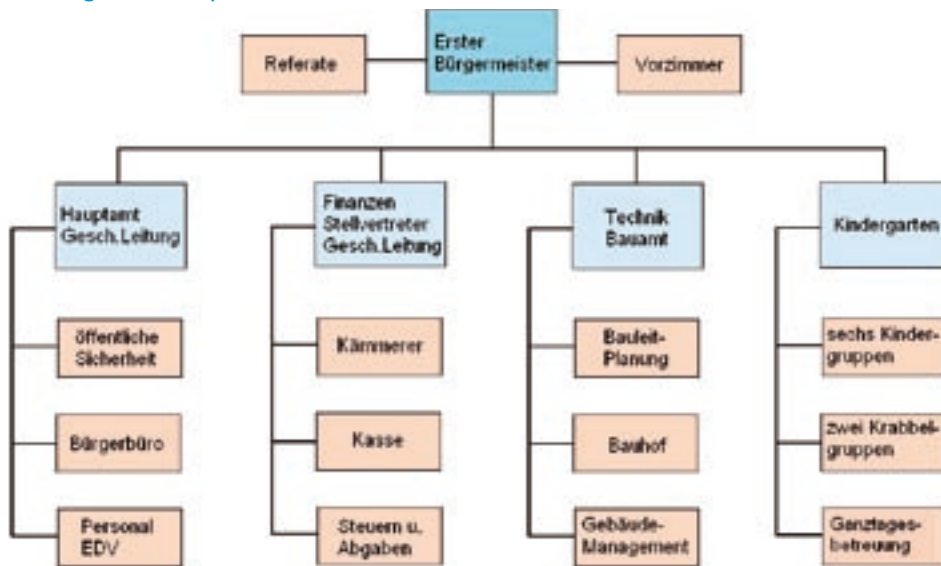 Erster
Bürgermeister
Referate
Vorzimmer
Hauptamt
Gesch.Leitung
Finanzen
Stellvertreter
Gesch.Leitung
Technik
Bauamt
Kindergarten
öffentliche
Sicherheit
Kämmerer
Bauleit-
Planung
sechs Kinder-
gruppen
Bürgerbüro
Kasse
Bauhof
zwei Krabbel-
gruppen
Personal
EDV
Steuern u.
Abgaben
Gebäude-
Management
Ganztages-
betreuung